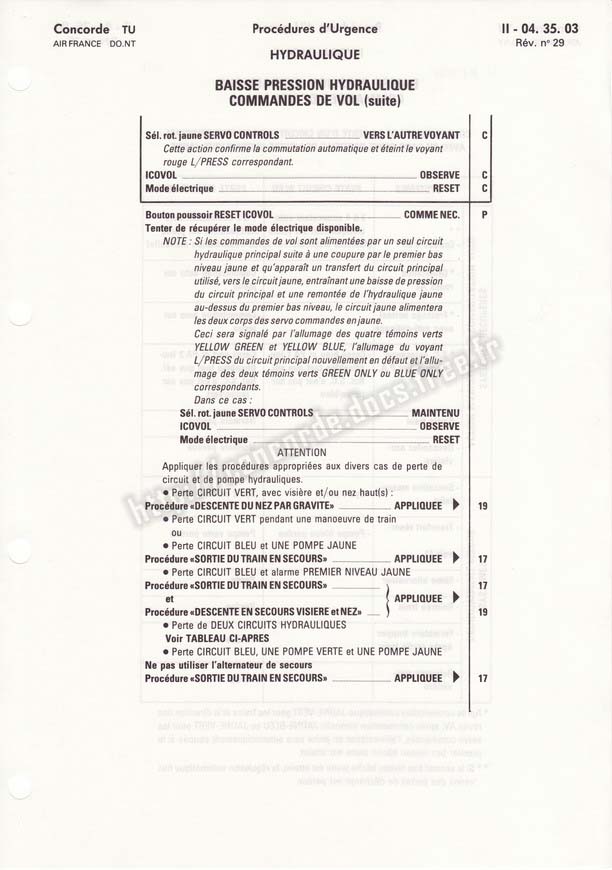 Concorde TU Procédures d'Urgence II - 04. 35. 03
AIR FRANCE DO.NT Rév. n° 29
HYDRAULIQUE
BAISSE PRESSION HYDRAULIQUE
COMMANDES DE VOL (suite)
Sél. rot. jaune SERVO CONTROLS VERS L'AUTRE VOYANT C
Cette action confirme la commutation automatique et éteint le voyant
rouge L/PRESS correspondant.
ICOVOL OBSERVE C
Mode électrique RESET C
Bouton poussoir RESET ICOVOL COMME NEC. P
Tenter de récupérer le mode électrique disponible.
NOTE : Si les commandes de vol sont alimentées par un seul circuit
hydraulique principal suite à une coupure par le premier bas
niveau jaune et qu'apparaît un transfert du circuit principal
utilisé, vers le circuit jaune, entraînant une baisse de pression
du circuit principal et une remontée de l'hydraulique jaune
au-dessus du premier bas niveau, le circuit jaune alimentera
les deux corps des servo commandes en jaune.
Ceci sera signalé par l'allumage des quatre témoins verts
YELLOW GREEN et YELLOW BLUE, l'allumage du voyant
L/PRESS du circuit principal nouvellement en défaut et l'allu-
mage des deux témoins verts GREEN ONLY ou BLUE ONLY
correspondants.
Dans ce cas :
Sél. rot. jaune SERVO CONTROLS MAINTENU
ICOVOL OBSERVE
Mode électrique RESET
ATTENTION
Appliquer les procédures appropriées aux divers cas de perte de
circuit et de pompe hydrauliques.
● Perte CIRCUIT VERT, avec visière et/ou nez haut(s) :
Procédure «DESCENTE DU NEZ PAR GRAVITE» APPLIQUEE ▶ 19
● Perte CIRCUIT VERT pendant une manoeuvre de train
ou
● Perte CIRCUIT BLEU et UNE POMPE JAUNE
Procédure «SORTIE DU TRAIN EN SECOURS» APPLIQUEE ▶ 17
● Perte CIRCUIT BLEU et alarme PREMIER NIVEAU JAUNE
Procédure «SORTIE DU TRAIN EN SECOURS» 17
et APPLIQUEE ▶
Procédure «DESCENTE EN SECOURS VISIERE et NEZ» 19
● Perte de DEUX CIRCUITS HYDRAULIQUES
Voir TABLEAU CI-APRES
● Perte CIRCUIT BLEU, UNE POMPE VERTE et UNE POMPE JAUNE
Ne pas utiliser l'alternateur de secours
Procédure «SORTIE DU TRAIN EN SECOURS» APPLIQUEE ▶ 17
http://concorde.docs.free.fr